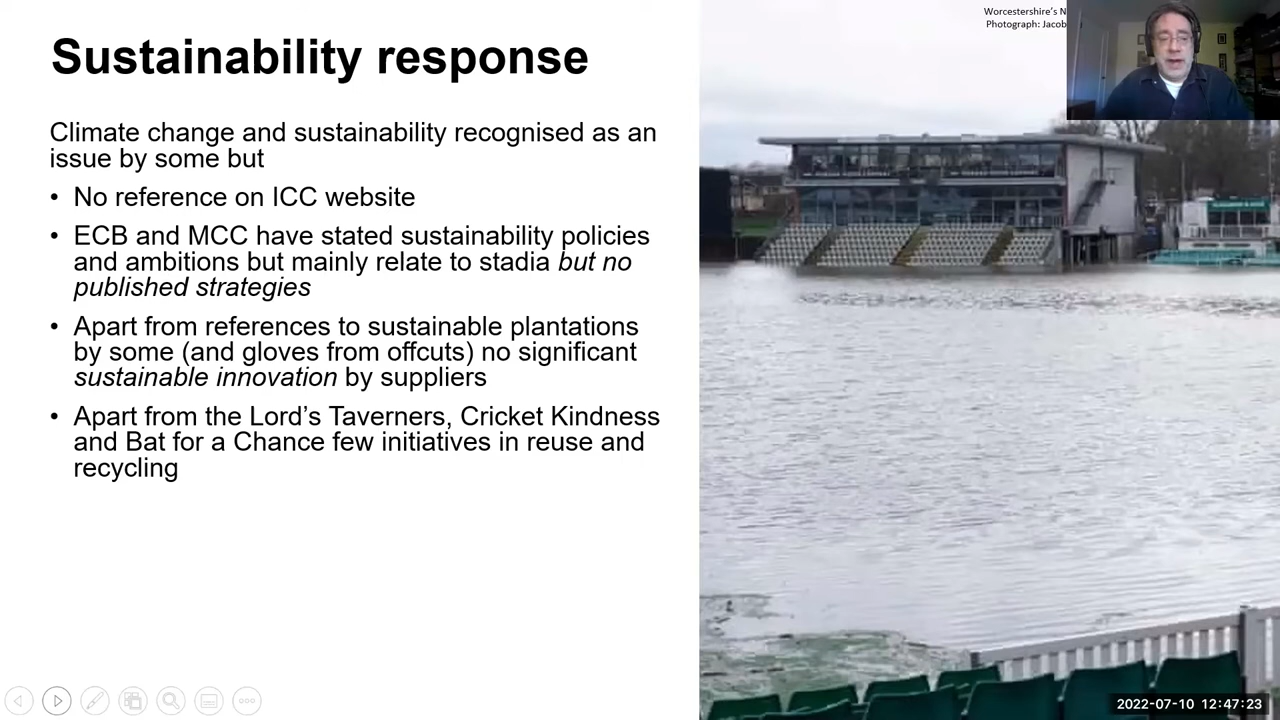 Worcestershire's N
Photograph: Jacob
Sustainability response
Climate change and sustainability recognised as an
issue by some but
• No reference on ICC website
• ECB and MCC have stated sustainability policies
and ambitions but mainly relate to stadia but no
published strategies
• Apart from references to sustainable plantations
by some (and gloves from offcuts) no significant
sustainable innovation by suppliers
• Apart from the Lord's Taverners, Cricket Kindness
and Bat for a Chance few initiatives in reuse and
recycling
2022-07-10 12:47:23